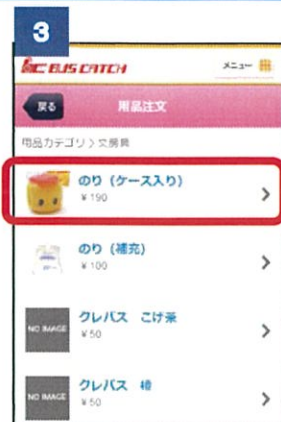 3
BUS CATCH
メニュー
戻る
用品注文
用品カテゴリ > 文房具
のり（ケース入り）
￥190
のり（補充）
￥100
NO IMAGE
クレパス こげ茶
￥50
NO IMAGE
クレパス 橙
￥50